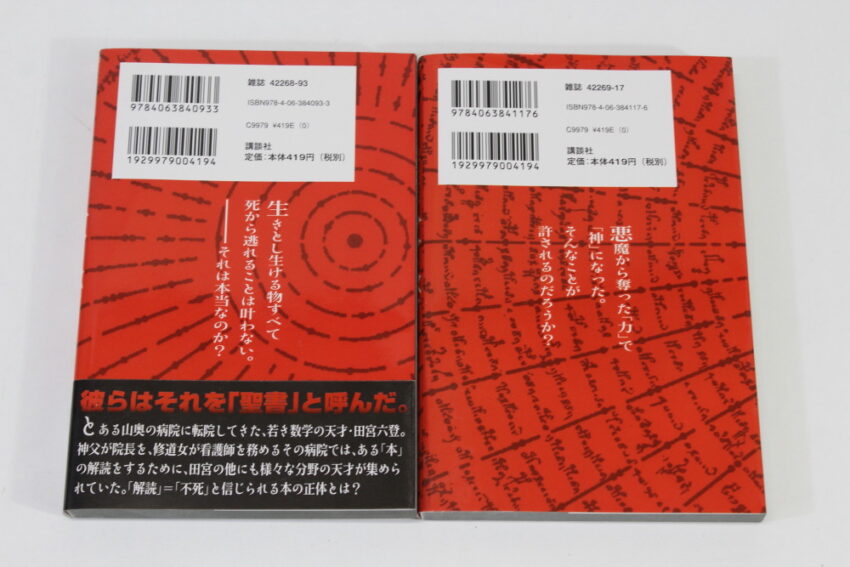 9784063840933
1929979004194
雑誌 42268-93
ISBN978-4-06-384093-3
C9979 ¥419E (0)
講談社
定価:本体419円(税別)
生きとし生ける物すべて
死から逃れることは叶わない。
――それは本当なのか?
彼らはそれを「聖書」と呼んだ。
とある山奥の病院に転院してきた、若き数学の天才・田宮六登。
神父が院長を、修道女が看護師を務めるその病院では、ある「本」
の解読をするために、田宮の他にも様々な分野の天才が集めら
れていた。「解読」=「不死」と信じられる本の正体とは?
9784063841176
1929979004194
雑誌 42269-17
ISBN978-4-06-384117-6
C9979 ¥419E (0)
講談社
定価:本体419円(税別)
悪魔から奪った「力」で
「神」になった。
そんなことが
許されるのだろうか?